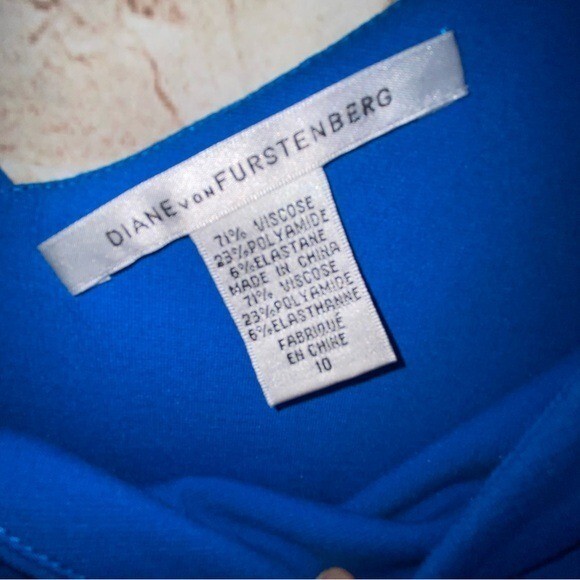 DIANE VON FURSTENBERG
71% VISCOSE
23%POLYAMIDE
6%ELASTANE
MADE IN CHINA
71% VISCOSE
23%POLYAMIDE
6%ELASTHANNE
FABRIQUÉ
EN CHINE
10